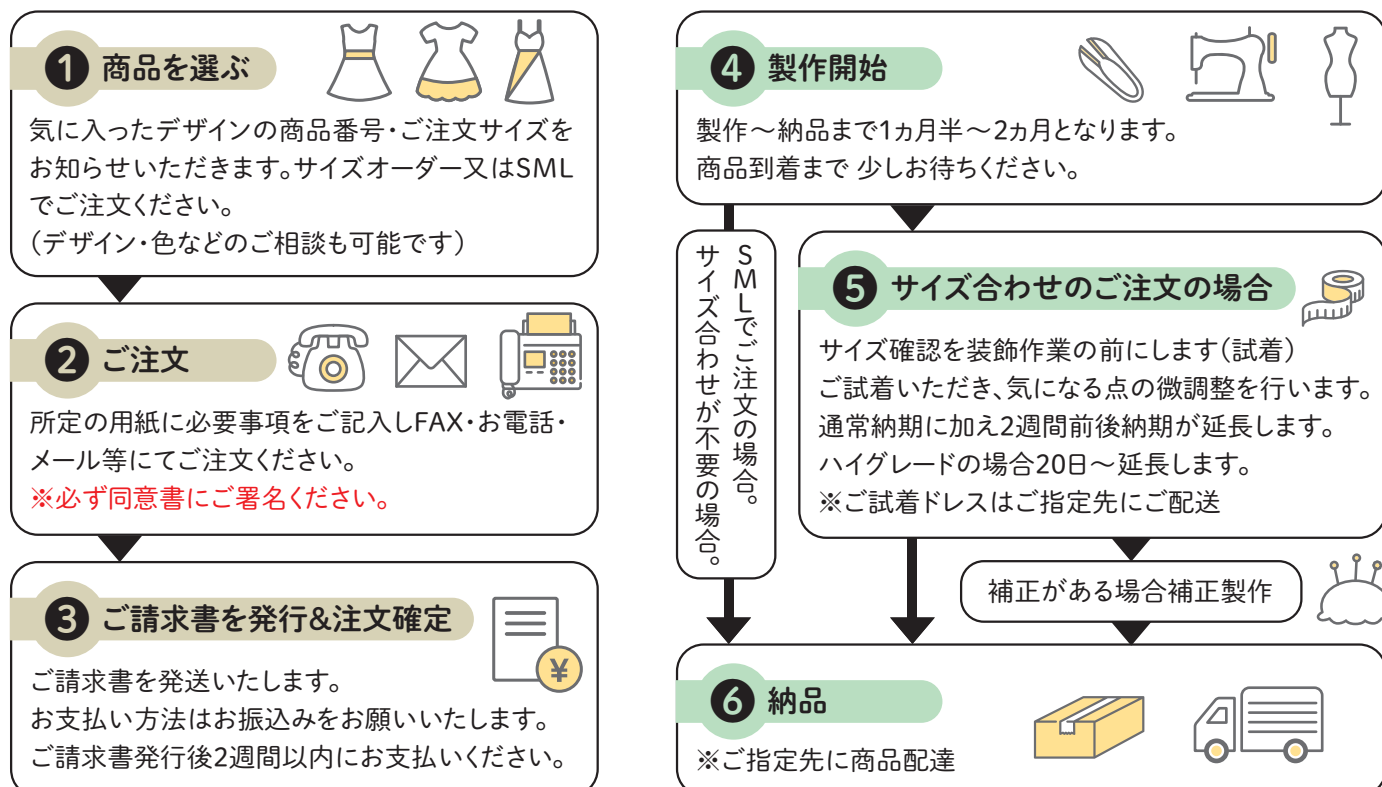 1 商品を選ぶ
気に入ったデザインの商品番号・ご注文サイズを
お知らせいただきます。サイズオーダー又はSML
でご注文ください。
（デザイン・色などのご相談も可能です）
2 ご注文
所定の用紙に必要事項をご記入しFAX・お電話・
メール等にてご注文ください。
※必ず同意書にご署名ください。
3 ご請求書を発行&注文確定
¥
ご請求書を発送いたします。
お支払い方法はお振込みをお願いいたします。
ご請求書発行後2週間以内にお支払いください。
4 製作開始
製作〜納品まで1ヵ月半〜2ヵ月となります。
商品到着まで 少しお待ちください。
SMLでご注文の場合。
サイズ合わせが不要の場合。
5 サイズ合わせのご注文の場合
サイズ確認を装飾作業の前にします（試着）
ご試着いただき、気になる点の微調整を行います。
通常納期に加え2週間前後納期が延長します。
ハイグレードの場合20日〜延長します。
※ご試着ドレスはご指定先にご配送
補正がある場合補正製作
6 納品
※ご指定先に商品配達